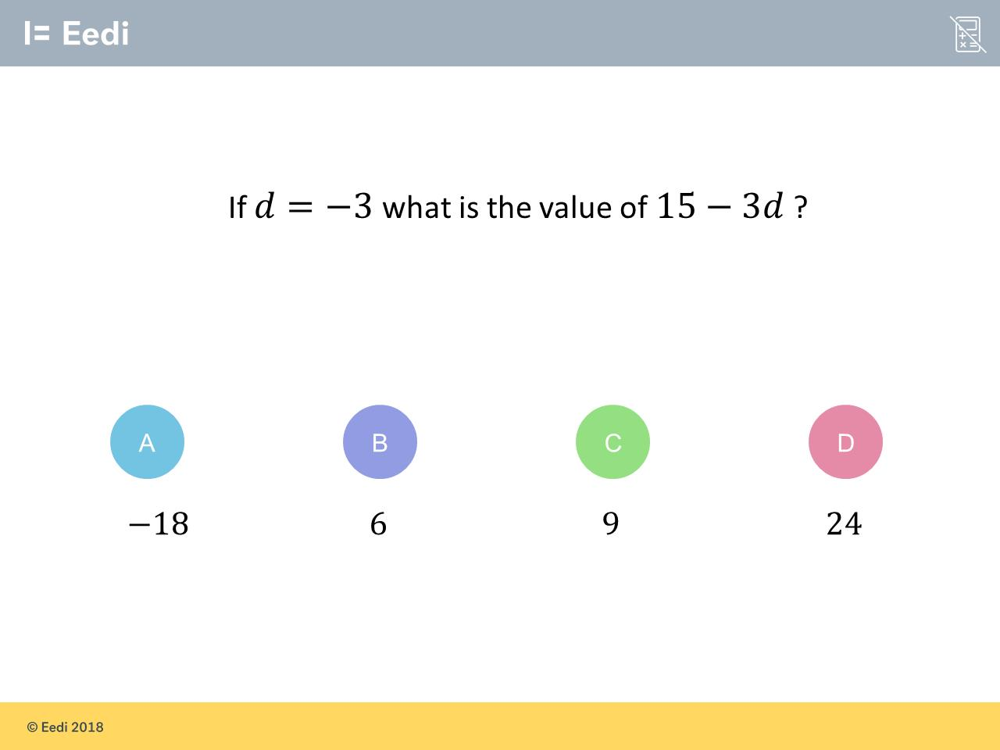 Eedi
If d = −3 what is the value of 15 − 3d ?
A B C D
−18 6 9 24
© Eedi 2018